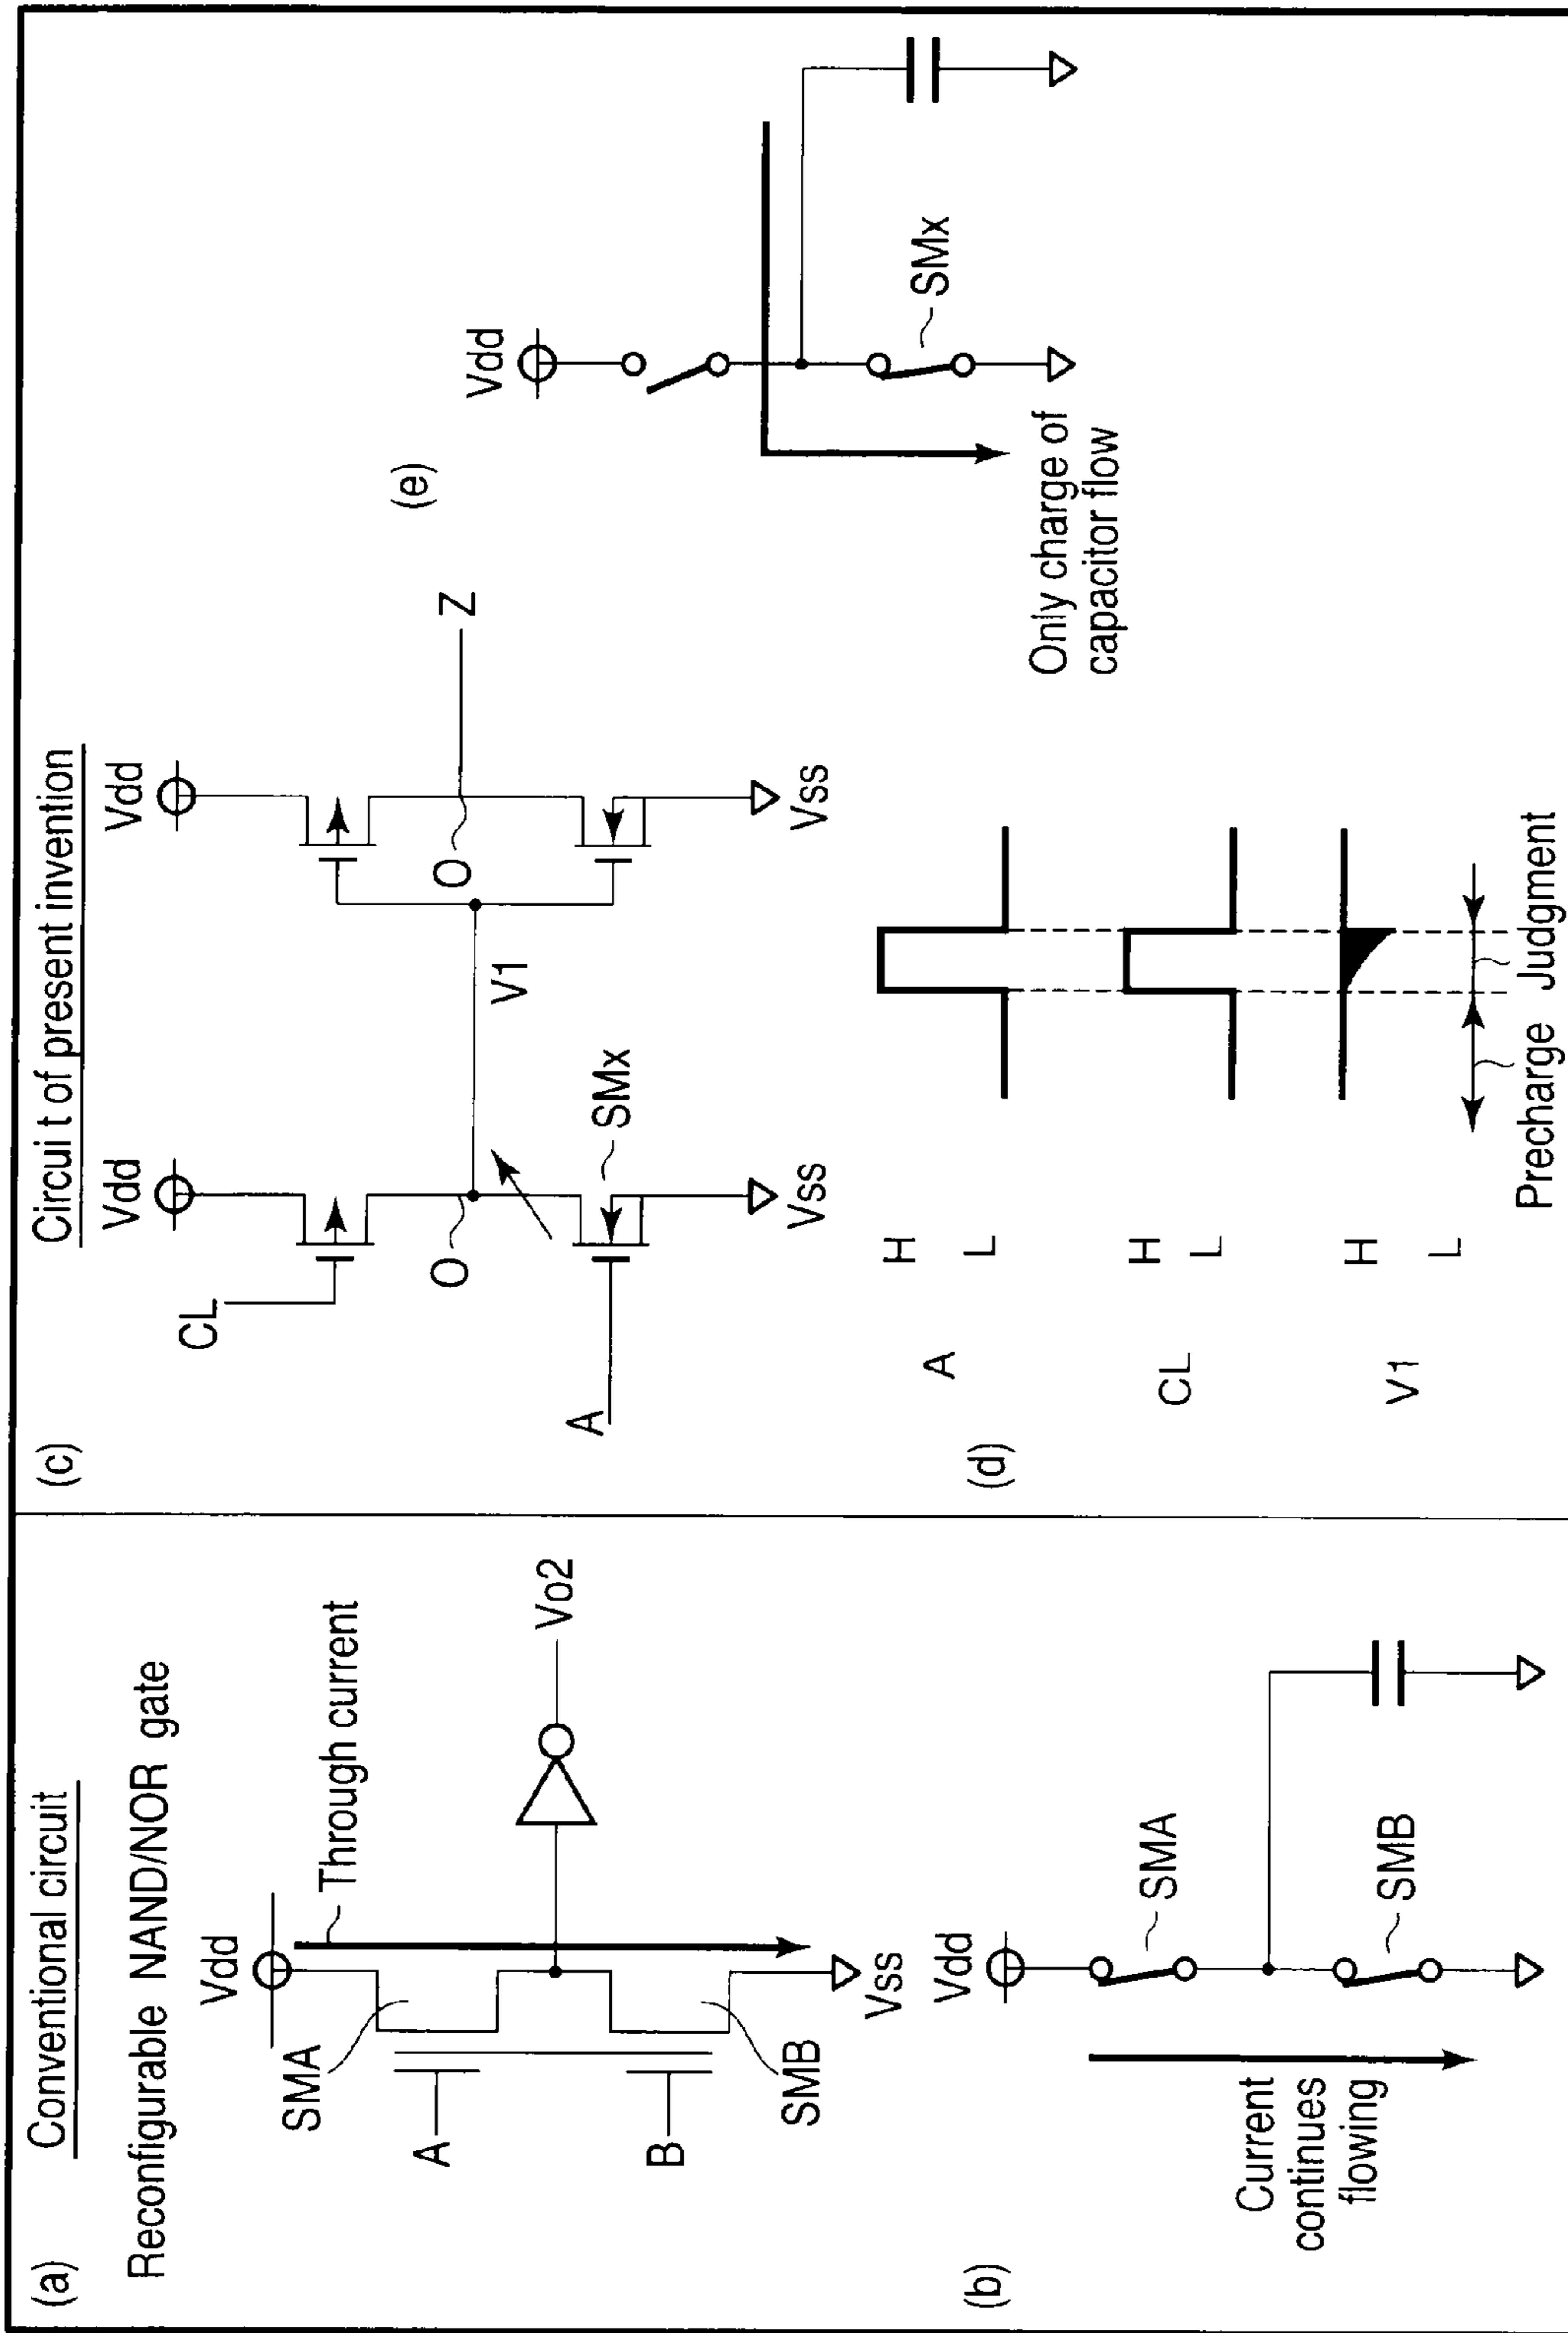 (a)
Conventional circuit
Reconfigurable NAND/NOR gate
Vdd
Through current
SMA
A
Vo2
B
SMB
Vss
(b)
Vdd
SMA
Current
continues
flowing
SMB
(c)
Circui t of present invention
Vdd
Vdd
CL
O
O
Z
V1
SMx
A
Vss
Vss
(d)
A
H
L
CL
H
L
V1
H
L
Precharge
Judgment
(e)
Vdd
SMx
Only charge of
capacitor flow